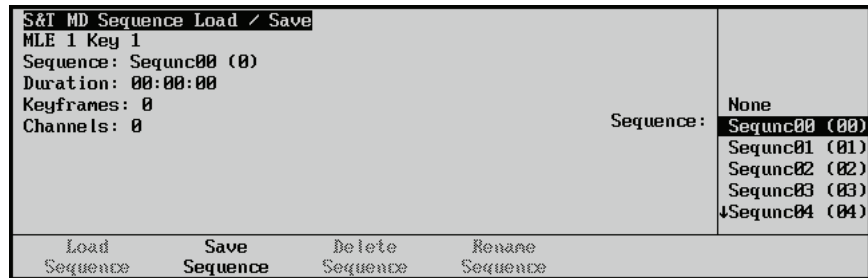 S&T MD Sequence Load / Save
MLE 1 Key 1
Sequence: Sequnc00 (0)
Duration: 00:00:00
Keyframes: 0
Channels: 0
Sequence:
None
Sequnc00 (00)
Sequnc01 (01)
Sequnc02 (02)
Sequnc03 (03)
↓Sequnc04 (04)
Load Sequence
Save Sequence
Delete Sequence
Rename Sequence